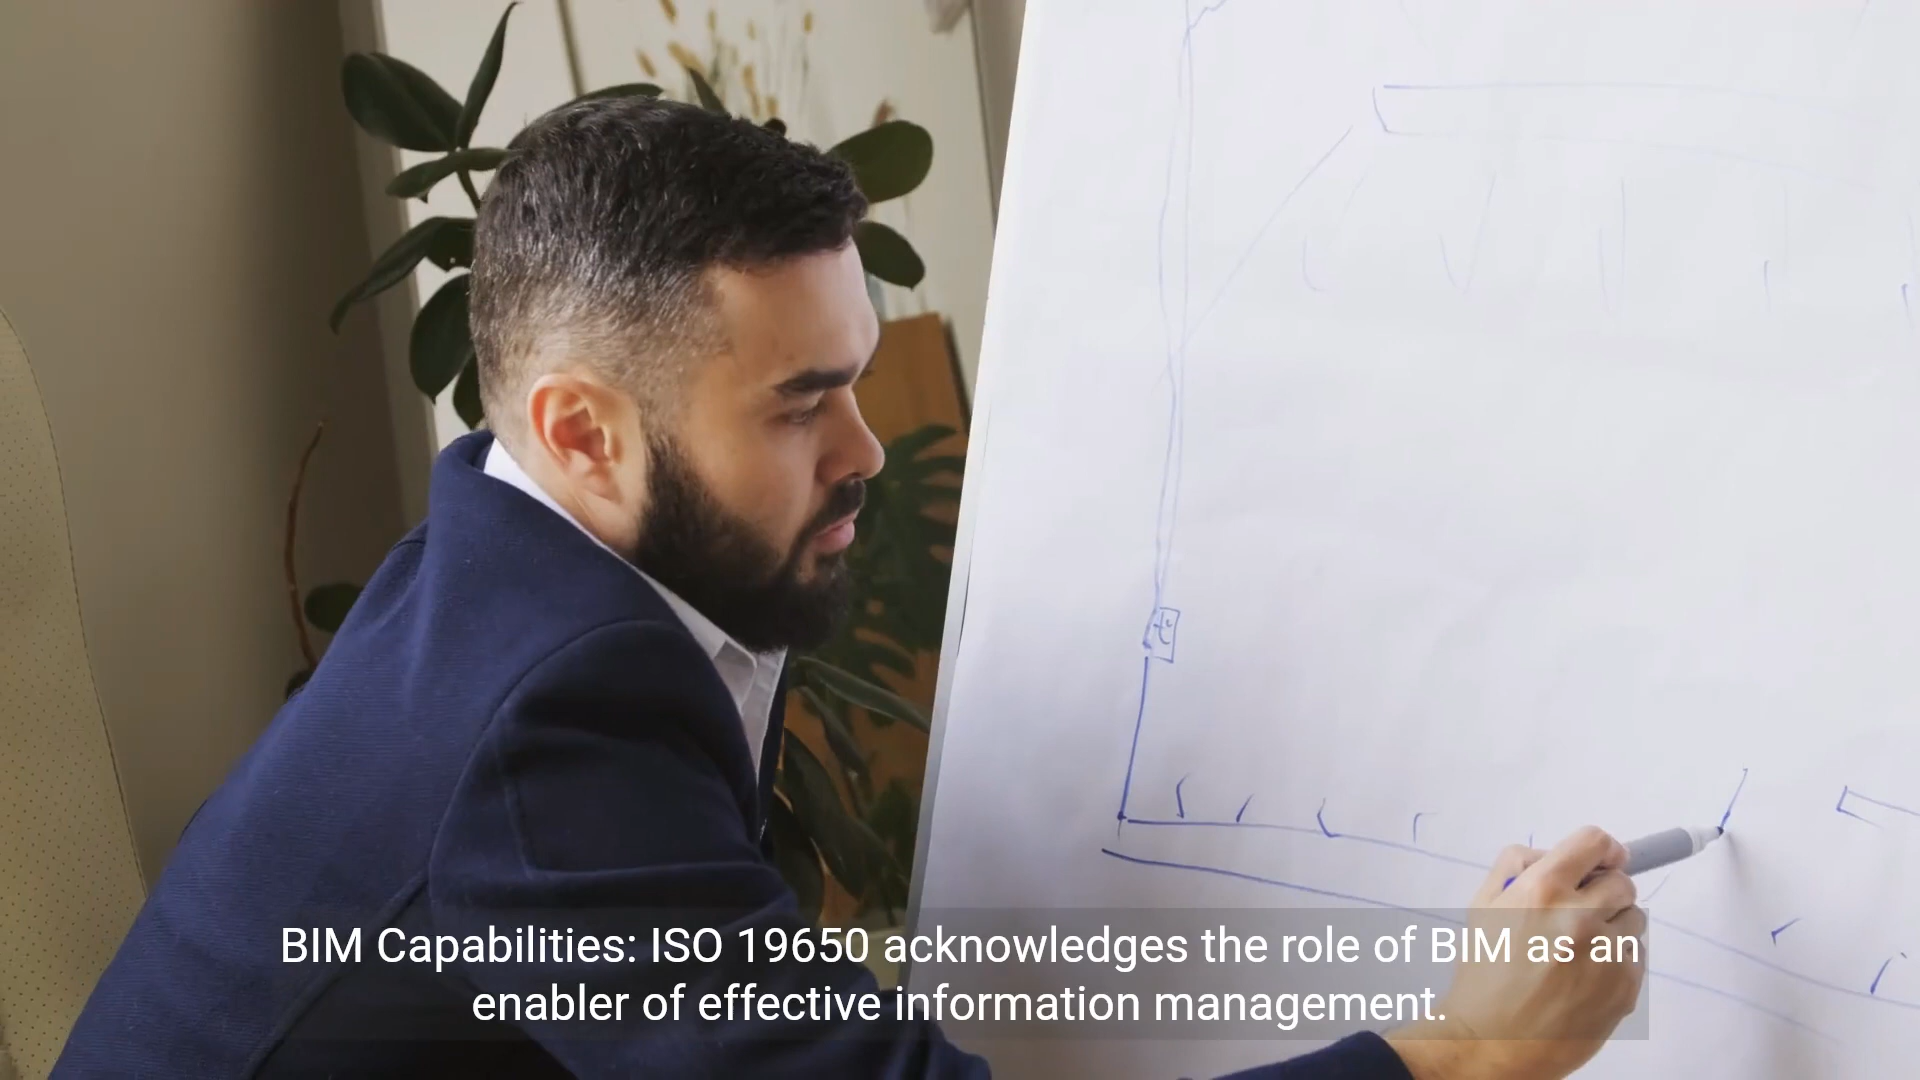 BIM Capabilities: ISO 19650 acknowledges the role of BIM as an
enabler of effective information management.